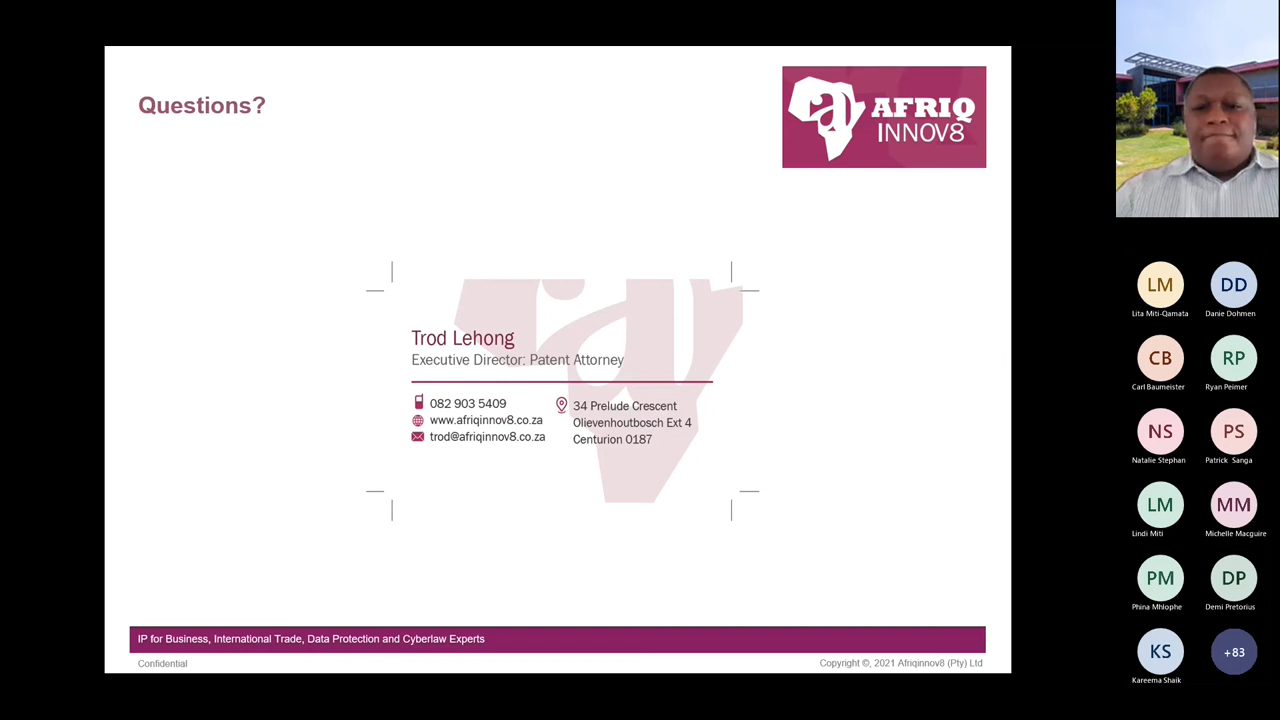 Questions?
a AFRIQ
INNOV8
Trod Lehong
Executive Director: Patent Attorney
082 903 5409
www.afriqinnov8.co.za
trod@afriqinnov8.co.za
34 Prelude Crescent
Olievenhoutbosch Ext 4
Centurion 0187
IP for Business, International Trade, Data Protection and Cyberlaw Experts
Confidential
Copyright ©, 2021 Afriqinnov8 (Pty) Ltd
LM
DD
Lita Miti-Qamata
Danie Dohmen
CB
RP
Carl Baumeister
Ryan Peimer
NS
PS
Natalie Stephan
Patrick Sanga
LM
MM
Lindi Miti
Michelle Macguire
PM
DP
Phina Mhlophe
Demi Pretorius
KS
+83
Kareema Shaik